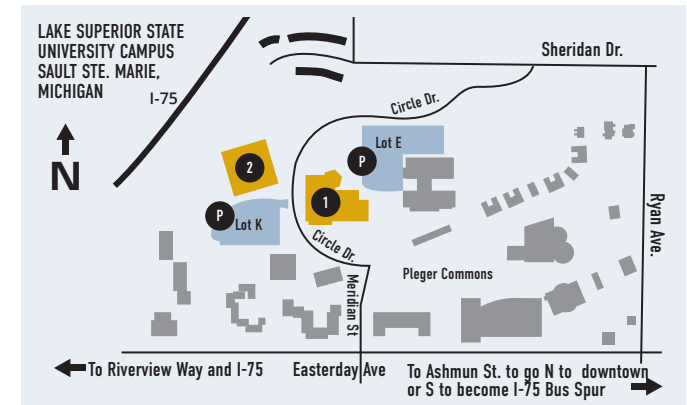 LAKE SUPERIOR STATE
UNIVERSITY CAMPUS
SAULT STE. MARIE,
MICHIGAN
I-75
N
Sheridan Dr.
Circle Dr.
Lot E
P
2
1
P
Lot K
Circle Dr.
Ryan Ave.
Pleger Commons
Meridian St
To Riverview Way and I-75
Easterday Ave
To Ashmun St. to go N to downtown
or S to become I-75 Bus Spur